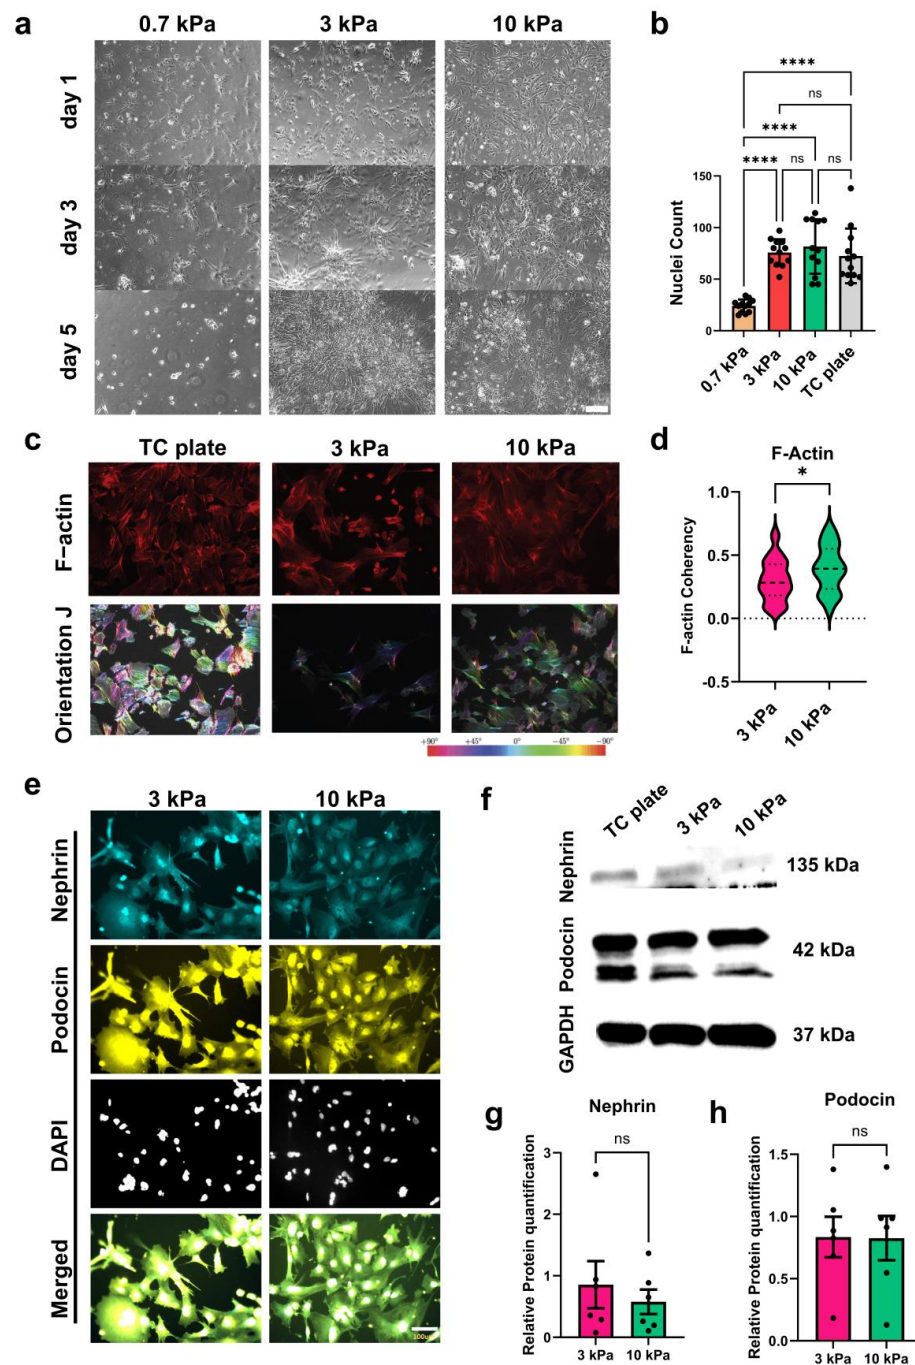 a
0.7 kPa
3 kPa
10 kPa
day 1
day 3
day 5
b
****
ns
****
****
ns
ns
150
100
50
0
Nuclei Count
0.7 kPa
3 kPa
10 kPa
TC plate
c
TC plate
3 kPa
10 kPa
F-actin
Orientation J
+90°
+45°
0°
-45°
-90°
d
F-Actin
*
1.0
0.5
0.0
-0.5
F-actin Coherency
3 kPa
10 kPa
e
3 kPa
10 kPa
Nephrin
Podocin
DAPI
Merged
f
TC plate
3 kPa
10 kPa
Nephrin
135 kDa
Podocin
42 kDa
GAPDH
37 kDa
g
Nephrin
ns
3
2
1
0
Relative Protein quantification
3 kPa
10 kPa
h
Podocin
ns
1.5
1.0
0.5
0.0
Relative Protein quantification
3 kPa
10 kPa